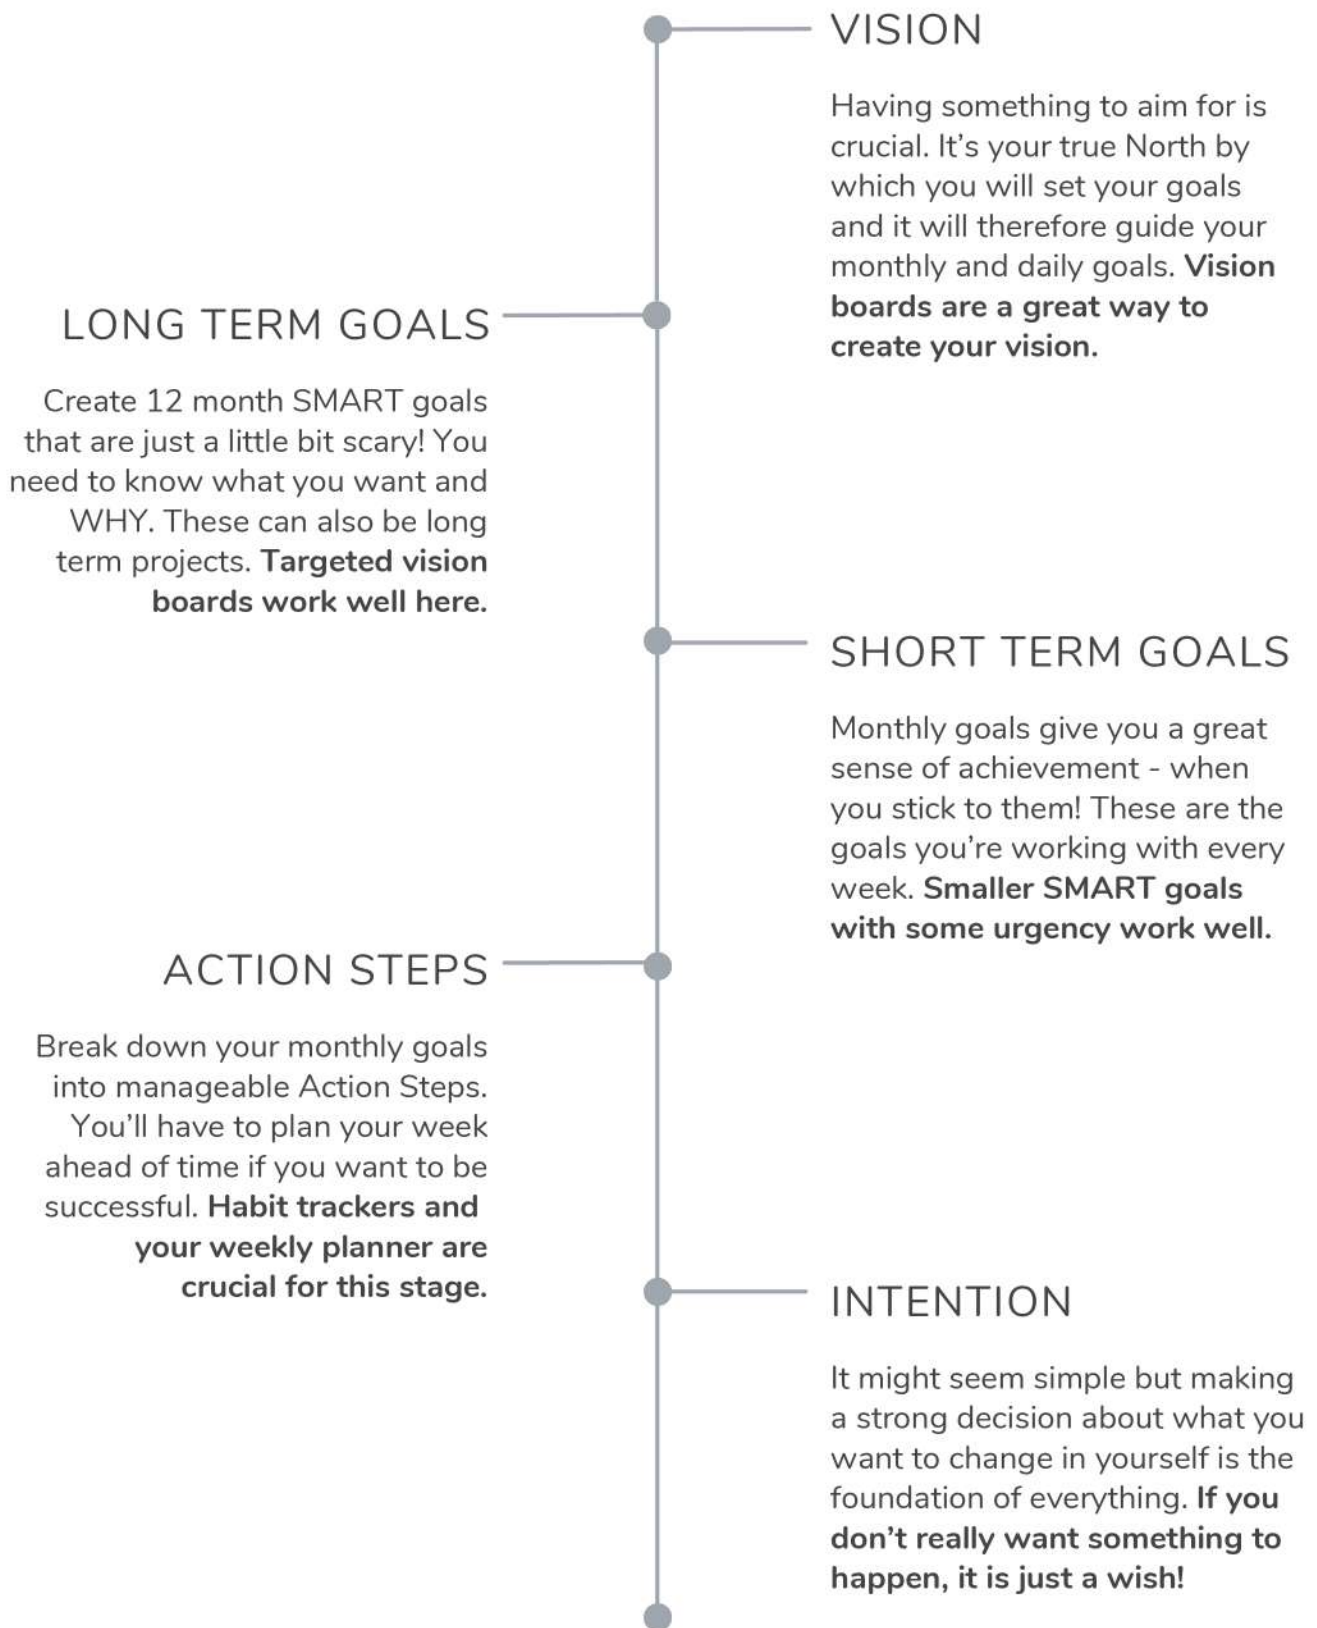 VISION
Having something to aim for is
crucial. It's your true North by
which you will set your goals
and it will therefore guide your
monthly and daily goals. Vision
boards are a great way to
create your vision.
LONG TERM GOALS
Create 12 month SMART goals
that are just a little bit scary! You
need to know what you want and
WHY. These can also be long
term projects. Targeted vision
boards work well here.
SHORT TERM GOALS
Monthly goals give you a great
sense of achievement - when
you stick to them! These are the
goals you're working with every
week. Smaller SMART goals
with some urgency work well.
ACTION STEPS
Break down your monthly goals
into manageable Action Steps.
You'll have to plan your week
ahead of time if you want to be
successful. Habit trackers and
your weekly planner are
crucial for this stage.
INTENTION
It might seem simple but making
a strong decision about what you
want to change in yourself is the
foundation of everything. If you
don't really want something to
happen, it is just a wish!